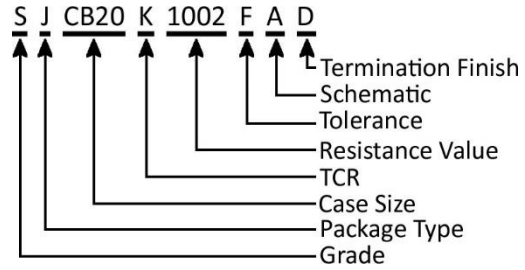 S J CB20 K 1002 F A D
Termination Finish
Schematic
Tolerance
Resistance Value
TCR
Case Size
Package Type
Grade